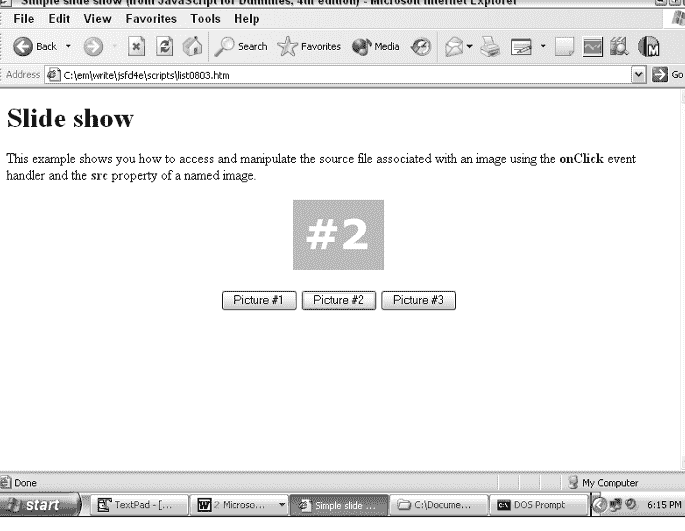 Simple slide show (from JavaScript for Dummies, 4th edition) - Microsoft Internet Explorer
File Edit View Favorites Tools Help
Back Search Favorites Media
Address C:\em\write\jsfd4e\scripts\list0803.htm Go
Slide show
This example shows you how to access and manipulate the source file associated with an image using the onClick event
handler and the src property of a named image.
#2
Picture #1 Picture #2 Picture #3
Done My Computer
start TextPad - [... 2 Microso... Simple slide ... C:\Docume... DOS Prompt 6:15 PM